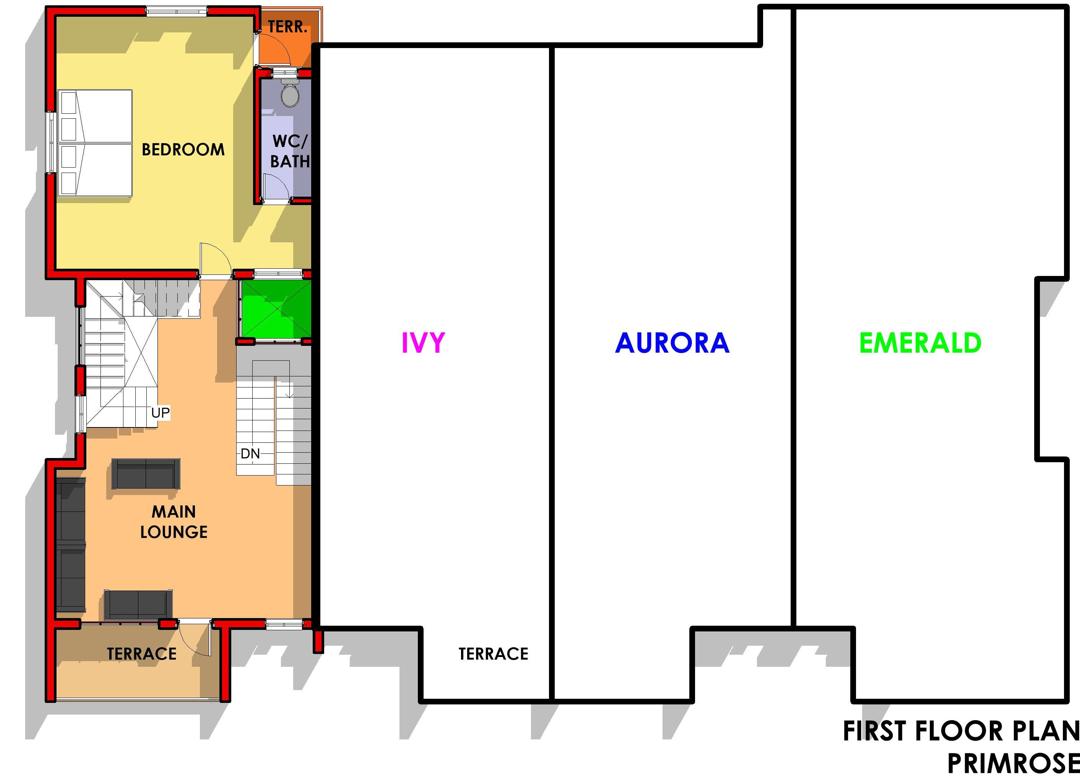 TERR.
BEDROOM
WC/
BATH
IVY
AURORA
EMERALD
UP
DN
MAIN
LOUNGE
TERRACE
TERRACE
FIRST FLOOR PLAN
PRIMROSE